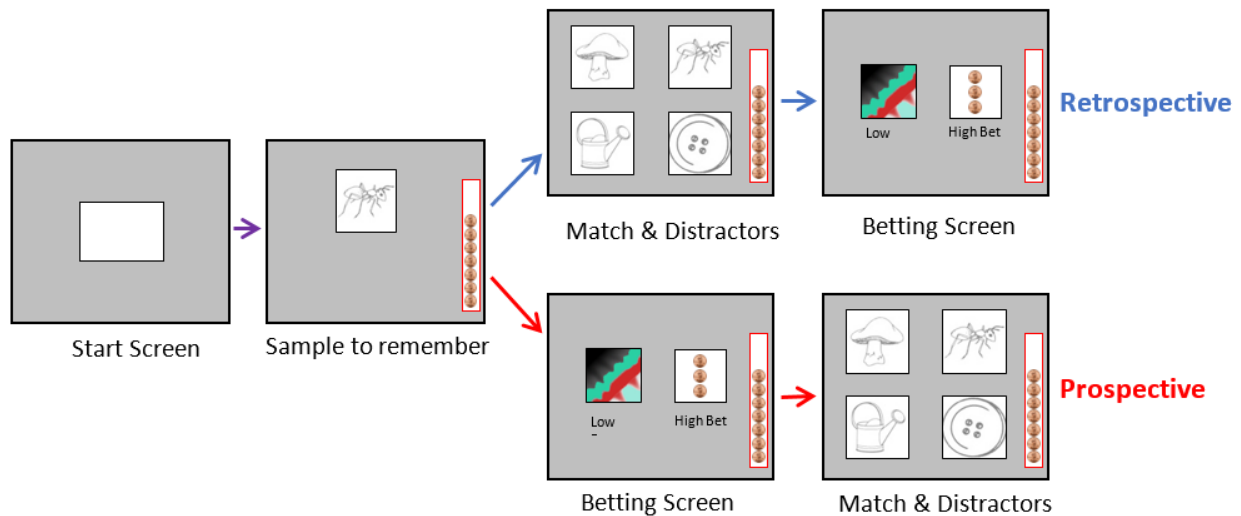 Low
High Bet
Retrospective
Match & Distractors
Betting Screen
Start Screen
Sample to remember
Low
High Bet
Prospective
Betting Screen
Match & Distractors